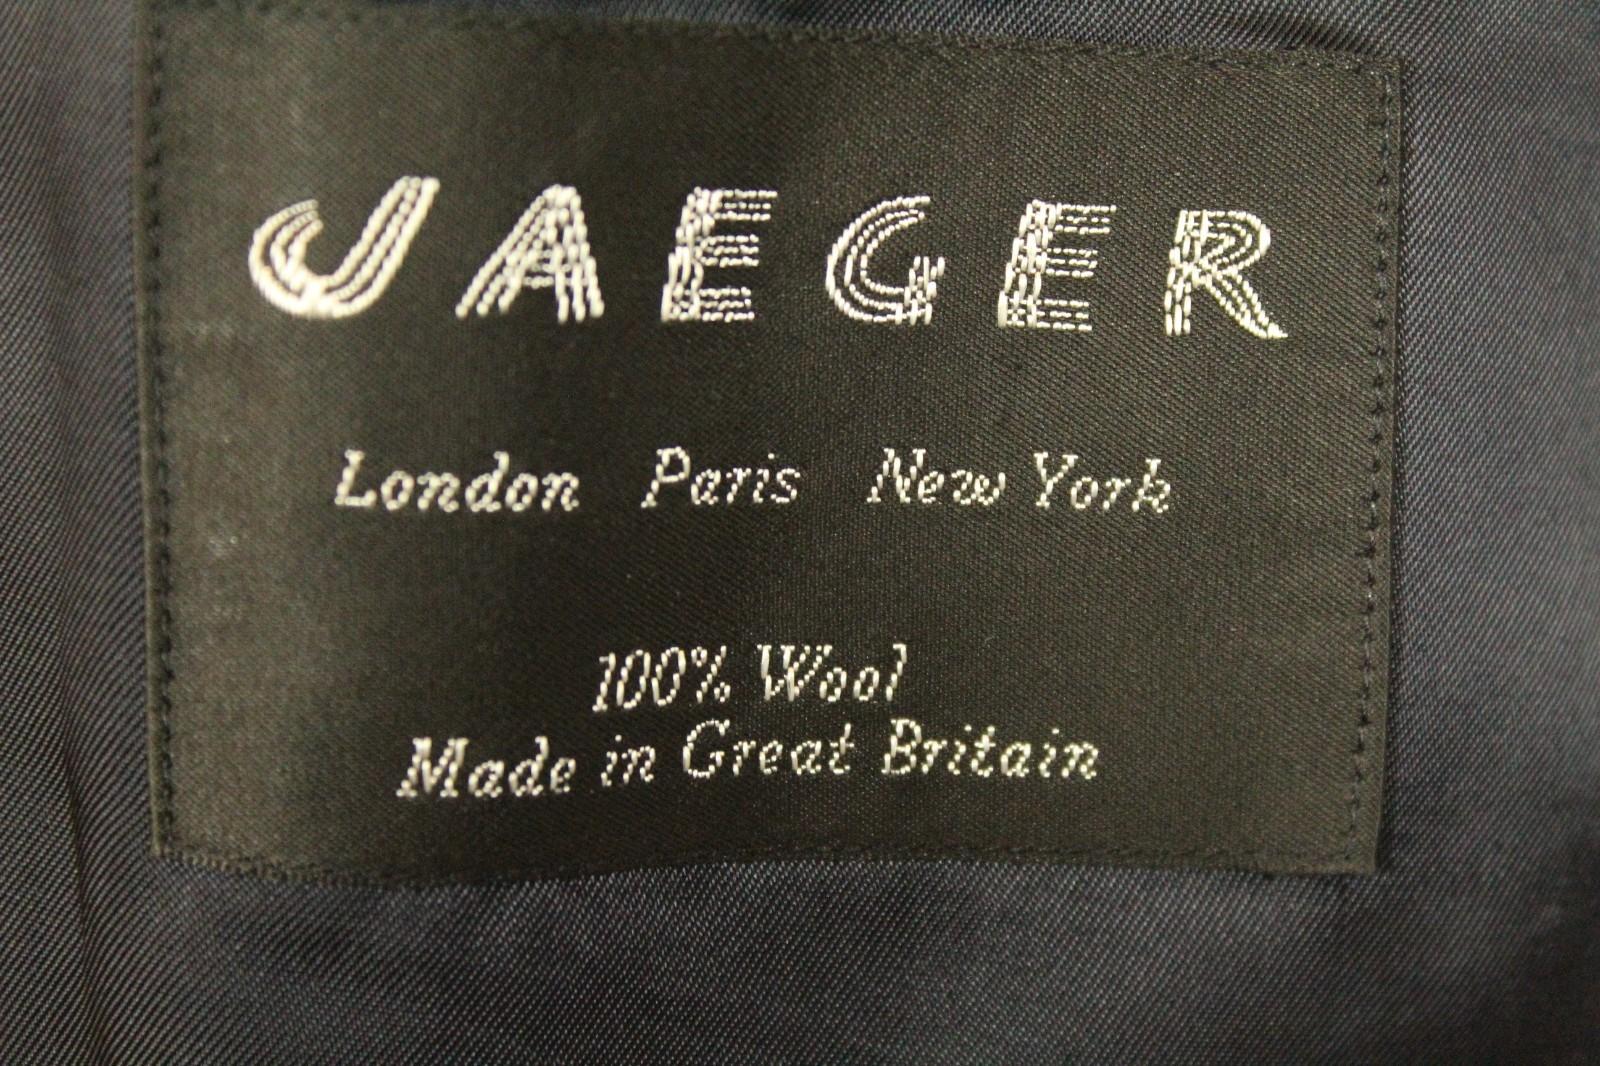 JAEGER
London Paris New York
100% Wool
Made in Great Britain